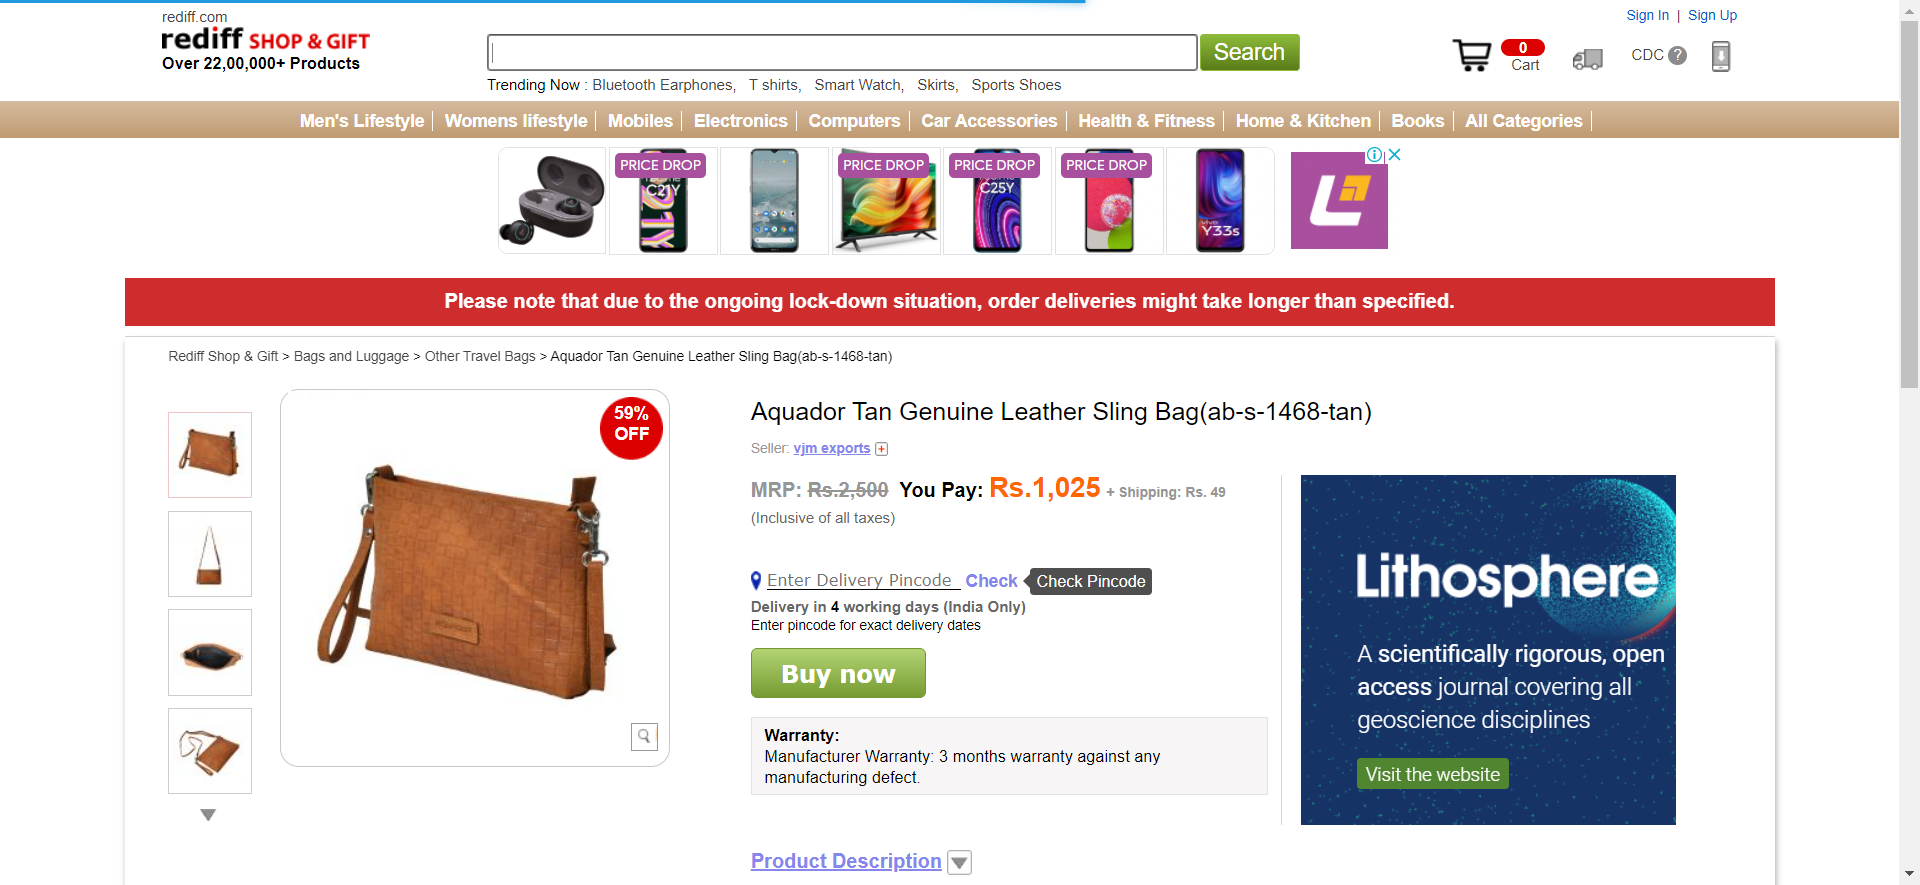 rediff.com
rediff SHOP & GIFT
Over 22,00,000+ Products
Sign In | Sign Up
Search
0
Cart
CDC ?
Trending Now : Bluetooth Earphones, T shirts, Smart Watch, Skirts, Sports Shoes
Men's Lifestyle | Womens lifestyle | Mobiles | Electronics | Computers | Car Accessories | Health & Fitness | Home & Kitchen | Books | All Categories |
PRICE DROP
C21Y
PRICE DROP
PRICE DROP
C25Y
PRICE DROP
vivo
Y33s
Please note that due to the ongoing lock-down situation, order deliveries might take longer than specified.
Rediff Shop & Gift > Bags and Luggage > Other Travel Bags > Aquador Tan Genuine Leather Sling Bag(ab-s-1468-tan)
59%
OFF
Aquador Tan Genuine Leather Sling Bag(ab-s-1468-tan)
Seller: vjm exports +
MRP: Rs.2,500 You Pay: Rs.1,025 + Shipping: Rs. 49
(Inclusive of all taxes)
Enter Delivery Pincode Check Check Pincode
Delivery in 4 working days (India Only)
Enter pincode for exact delivery dates
Buy now
Warranty:
Manufacturer Warranty: 3 months warranty against any
manufacturing defect.
Product Description
Lithosphere
A scientifically rigorous, open
access journal covering all
geoscience disciplines
Visit the website